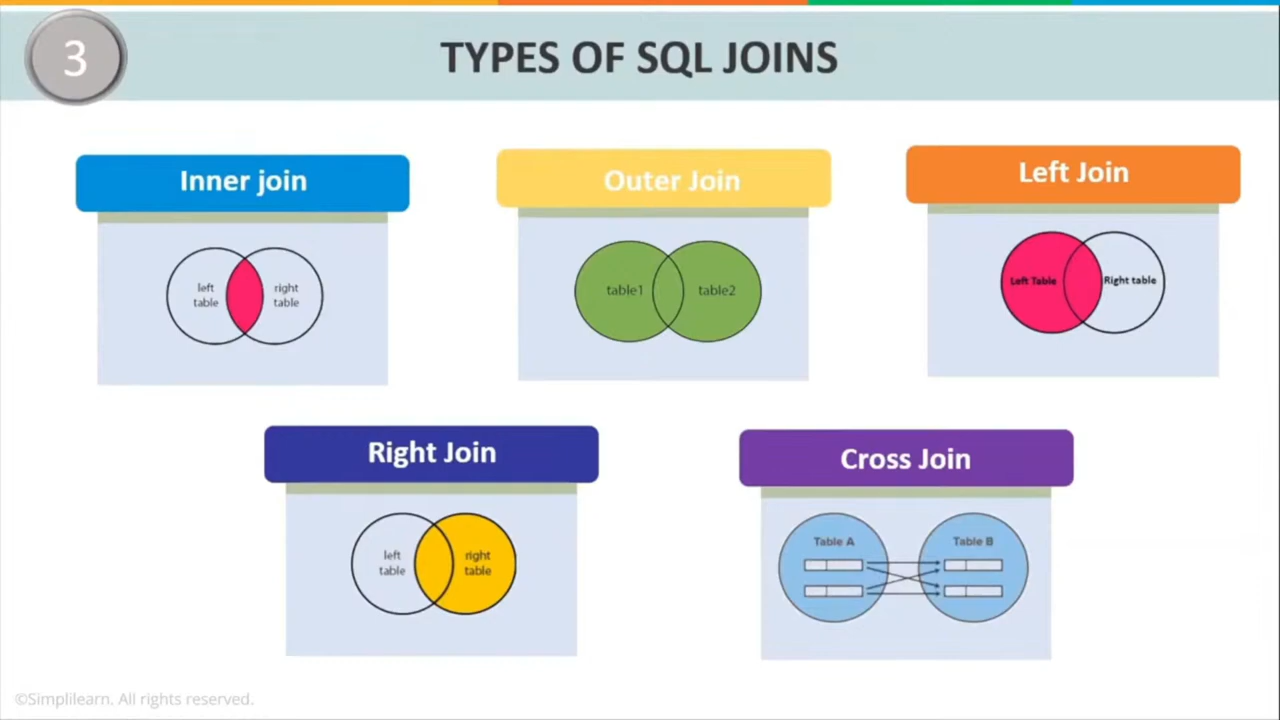 3
TYPES OF SQL JOINS
Inner join
left
table
right
table
Outer Join
table1
table2
Left Join
Left Table
Right table
Right Join
left
table
right
table
Cross Join
Table A
Table B
©Simplilearn. All rights reserved.